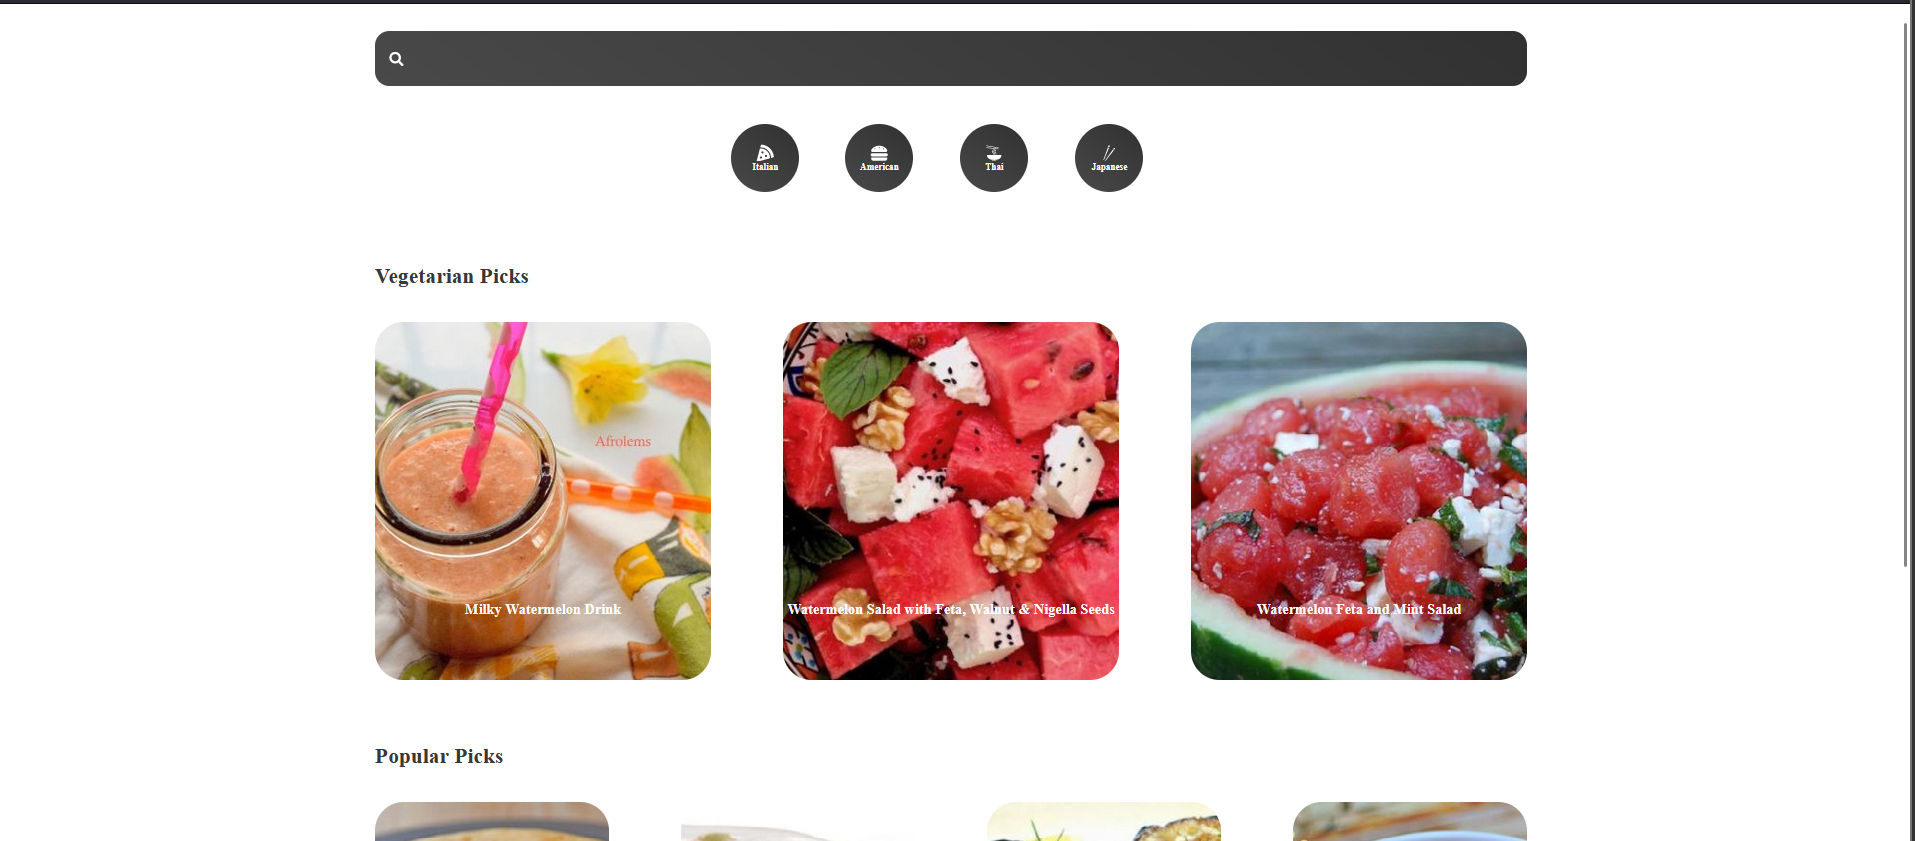 Italian
American
Thai
Japanese
Vegetarian Picks
Afrolems
Milky Watermelon Drink
Watermelon Salad with Feta, Walnut & Nigella Seeds
Watermelon Feta and Mint Salad
Popular Picks